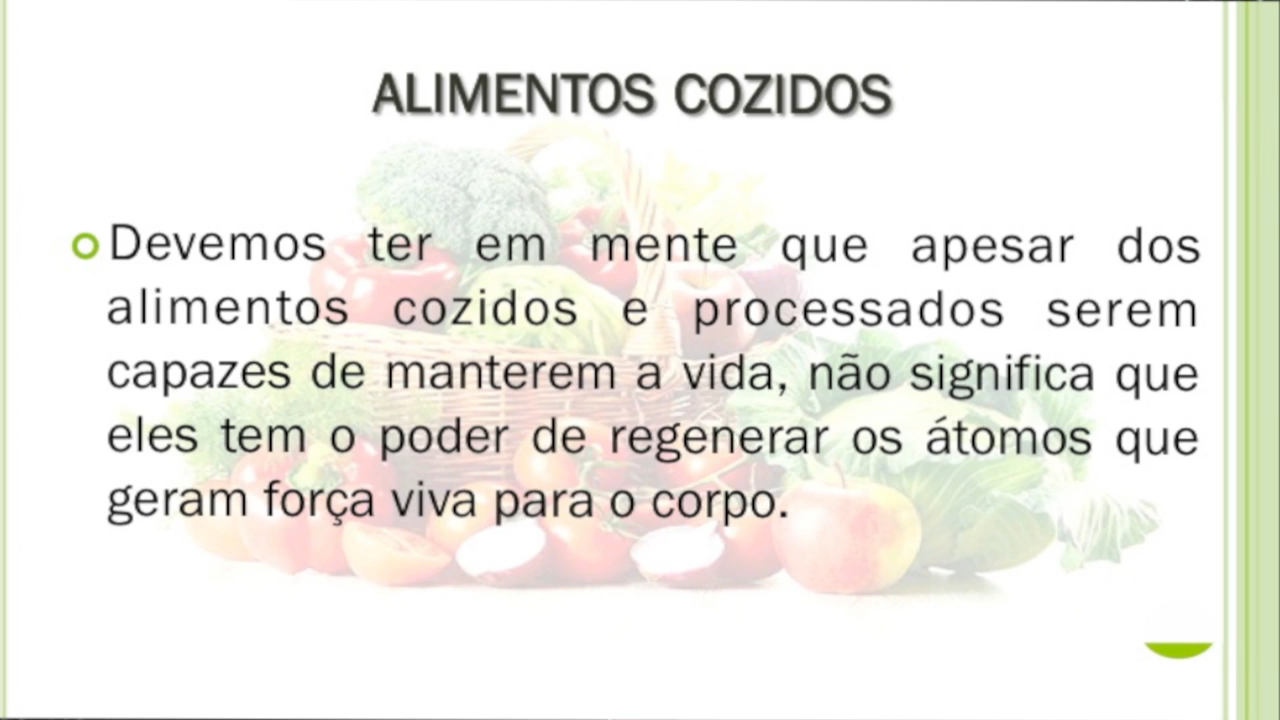 ALIMENTOS COZIDOS
Devemos ter em mente que apesar dos
alimentos cozidos e processados serem
capazes de manterem a vida, não significa que
eles tem o poder de regenerar os átomos que
geram força viva para o corpo.